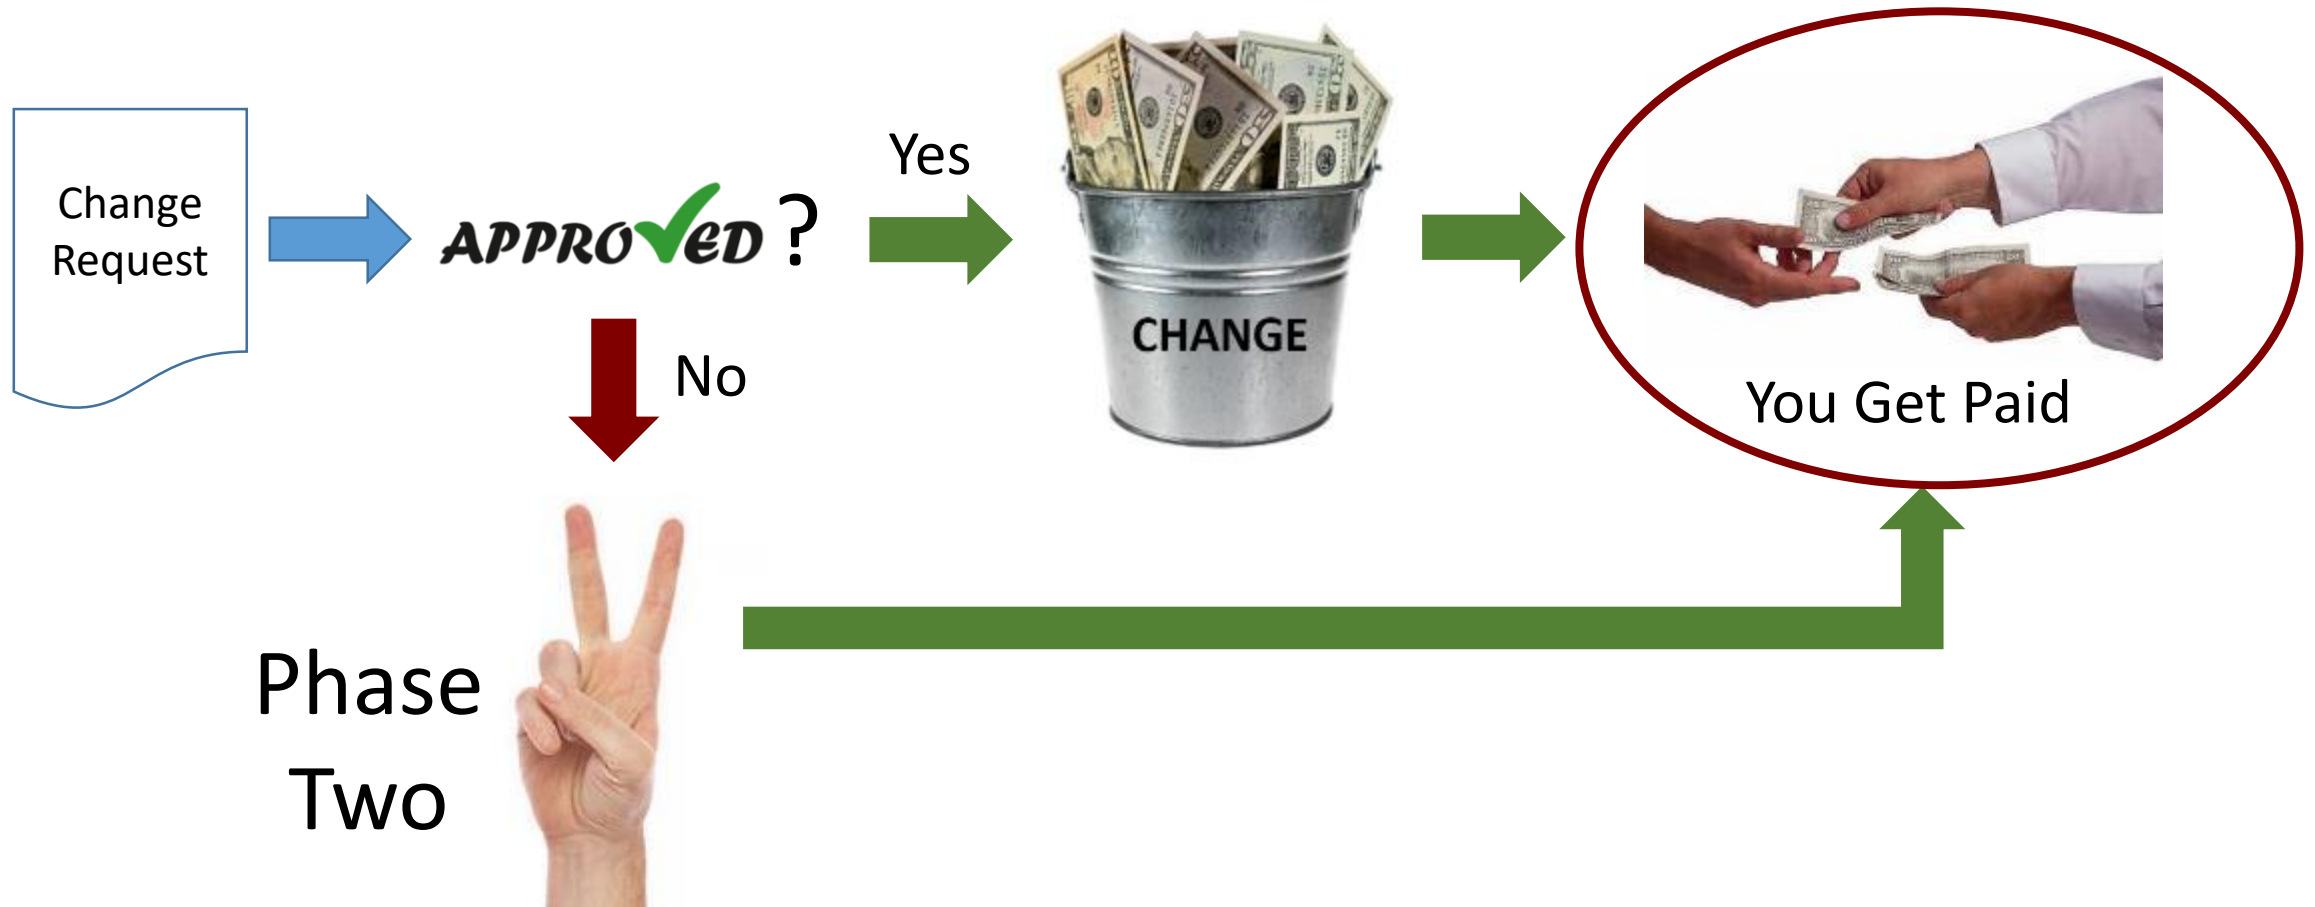 Change
Request
APPROVED ?
Yes
No
CHANGE
You Get Paid
Phase
Two